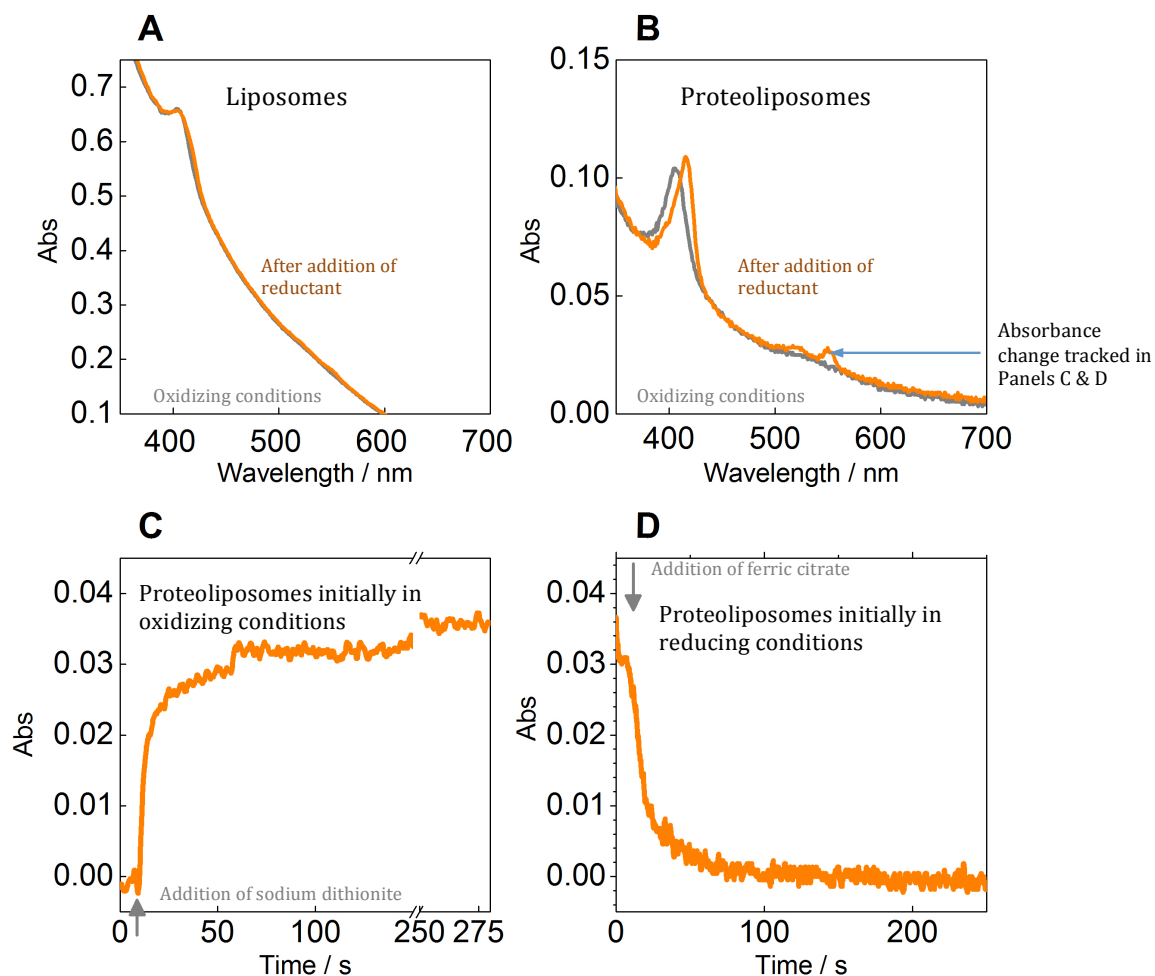 A
0.7
0.6
0.5
0.4
0.3
0.2
0.1
Abs
Liposomes
After addition of
reductant
Oxidizing conditions
400 500 600 700
Wavelength / nm
B
0.15
0.10
0.05
0.00
Abs
Proteoliposomes
After addition of
reductant
Oxidizing conditions
400 500 600 700
Wavelength / nm
Absorbance
change tracked in
Panels C & D
C
0.04
0.03
0.02
0.01
0.00
Abs
Proteoliposomes initially in
oxidizing conditions
Addition of sodium dithionite
0 50 100 250 275
Time / s
D
0.04
0.03
0.02
0.01
0.00
Abs
Addition of ferric citrate
Proteoliposomes initially in
reducing conditions
0 100 200
Time / s